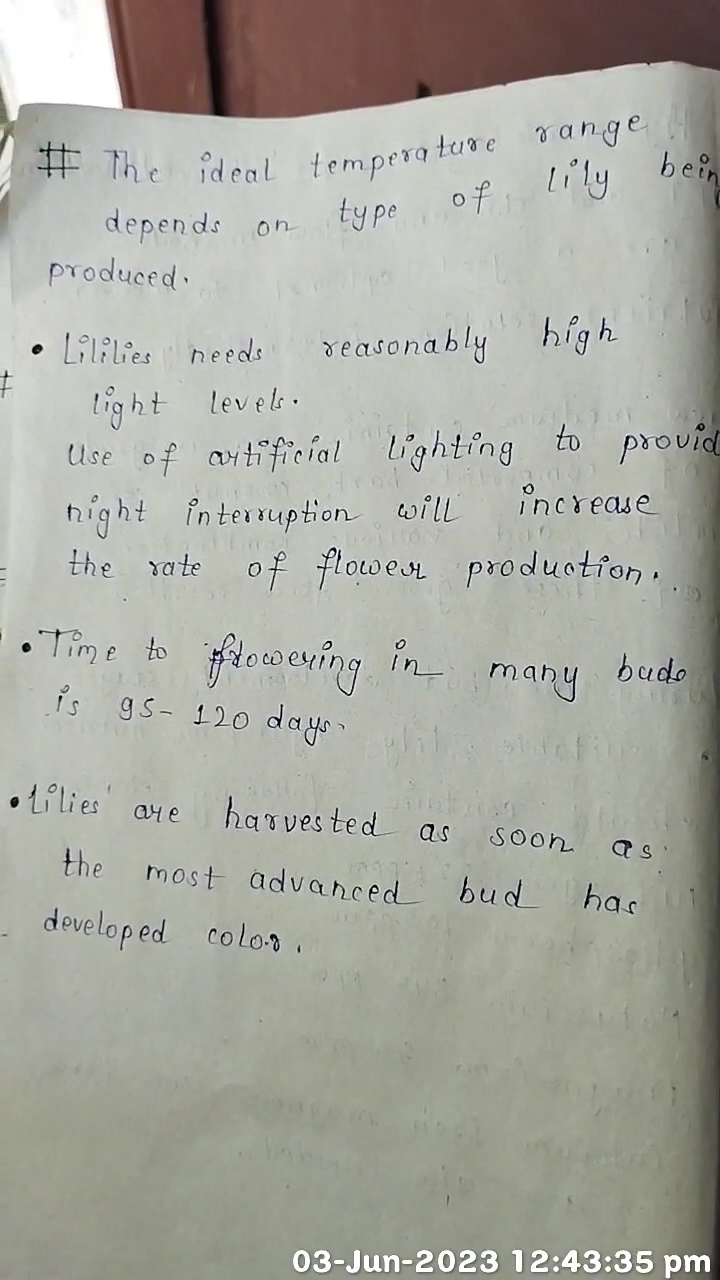 # The ideal temperature range
depends on type of lily bein
produced.
• Lililies needs reasonably high
light levels.
Use of artificial lighting to provid
night interruption will increase
the rate of flower production.
• Time to flowering in many buds
is 95- 120 days.
• Lilies are harvested as soon as
the most advanced bud has
developed color.
03-Jun-2023 12:43:35 pm